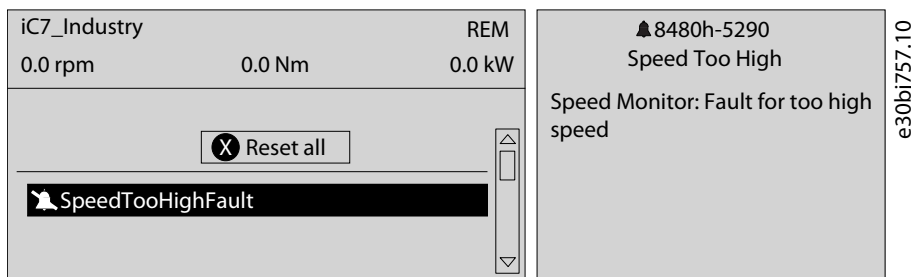 iC7_Industry REM
0.0 rpm 0.0 Nm 0.0 kW
X Reset all
SpeedTooHighFault
8480h-5290
Speed Too High
Speed Monitor: Fault for too high
speed
e30bi757.10